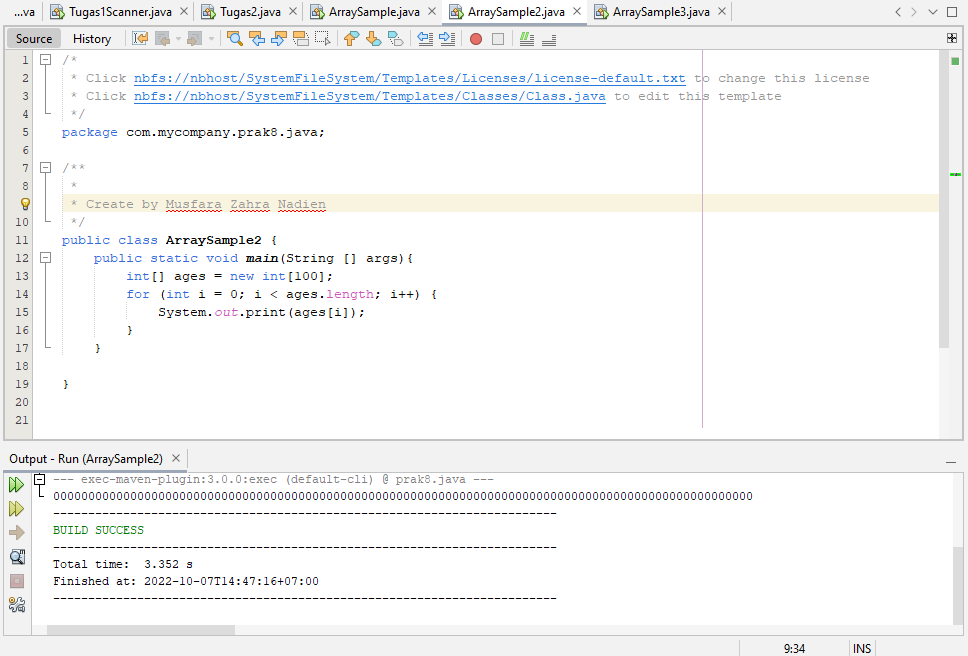 ...va Tugas1Scanner.java Tugas2.java ArraySample.java ArraySample2.java ArraySample3.java
Source History
1 /*
2 * Click nbfs://nbhost/SystemFileSystem/Templates/Licenses/license-default.txt to change this license
3 * Click nbfs://nbhost/SystemFileSystem/Templates/Classes/Class.java to edit this template
4 */
5 package com.mycompany.prak8.java;
6
7 /**
8 *
* Create by Musfara Zahra Nadien
10 */
11 public class ArraySample2 {
12 public static void main(String [] args){
13 int[] ages = new int[100];
14 for (int i = 0; i < ages.length; i++) {
15 System.out.print(ages[i]);
16 }
17 }
18
19 }
20
21
Output - Run (ArraySample2)
--- exec-maven-plugin:3.0.0:exec (default-cli) @ prak8.java ---
0000000000000000000000000000000000000000000000000000000000000000000000000000000000000000000000000000
------------------------------------------------------------------------
BUILD SUCCESS
------------------------------------------------------------------------
Total time: 3.352 s
Finished at: 2022-10-07T14:47:16+07:00
------------------------------------------------------------------------
9:34 INS